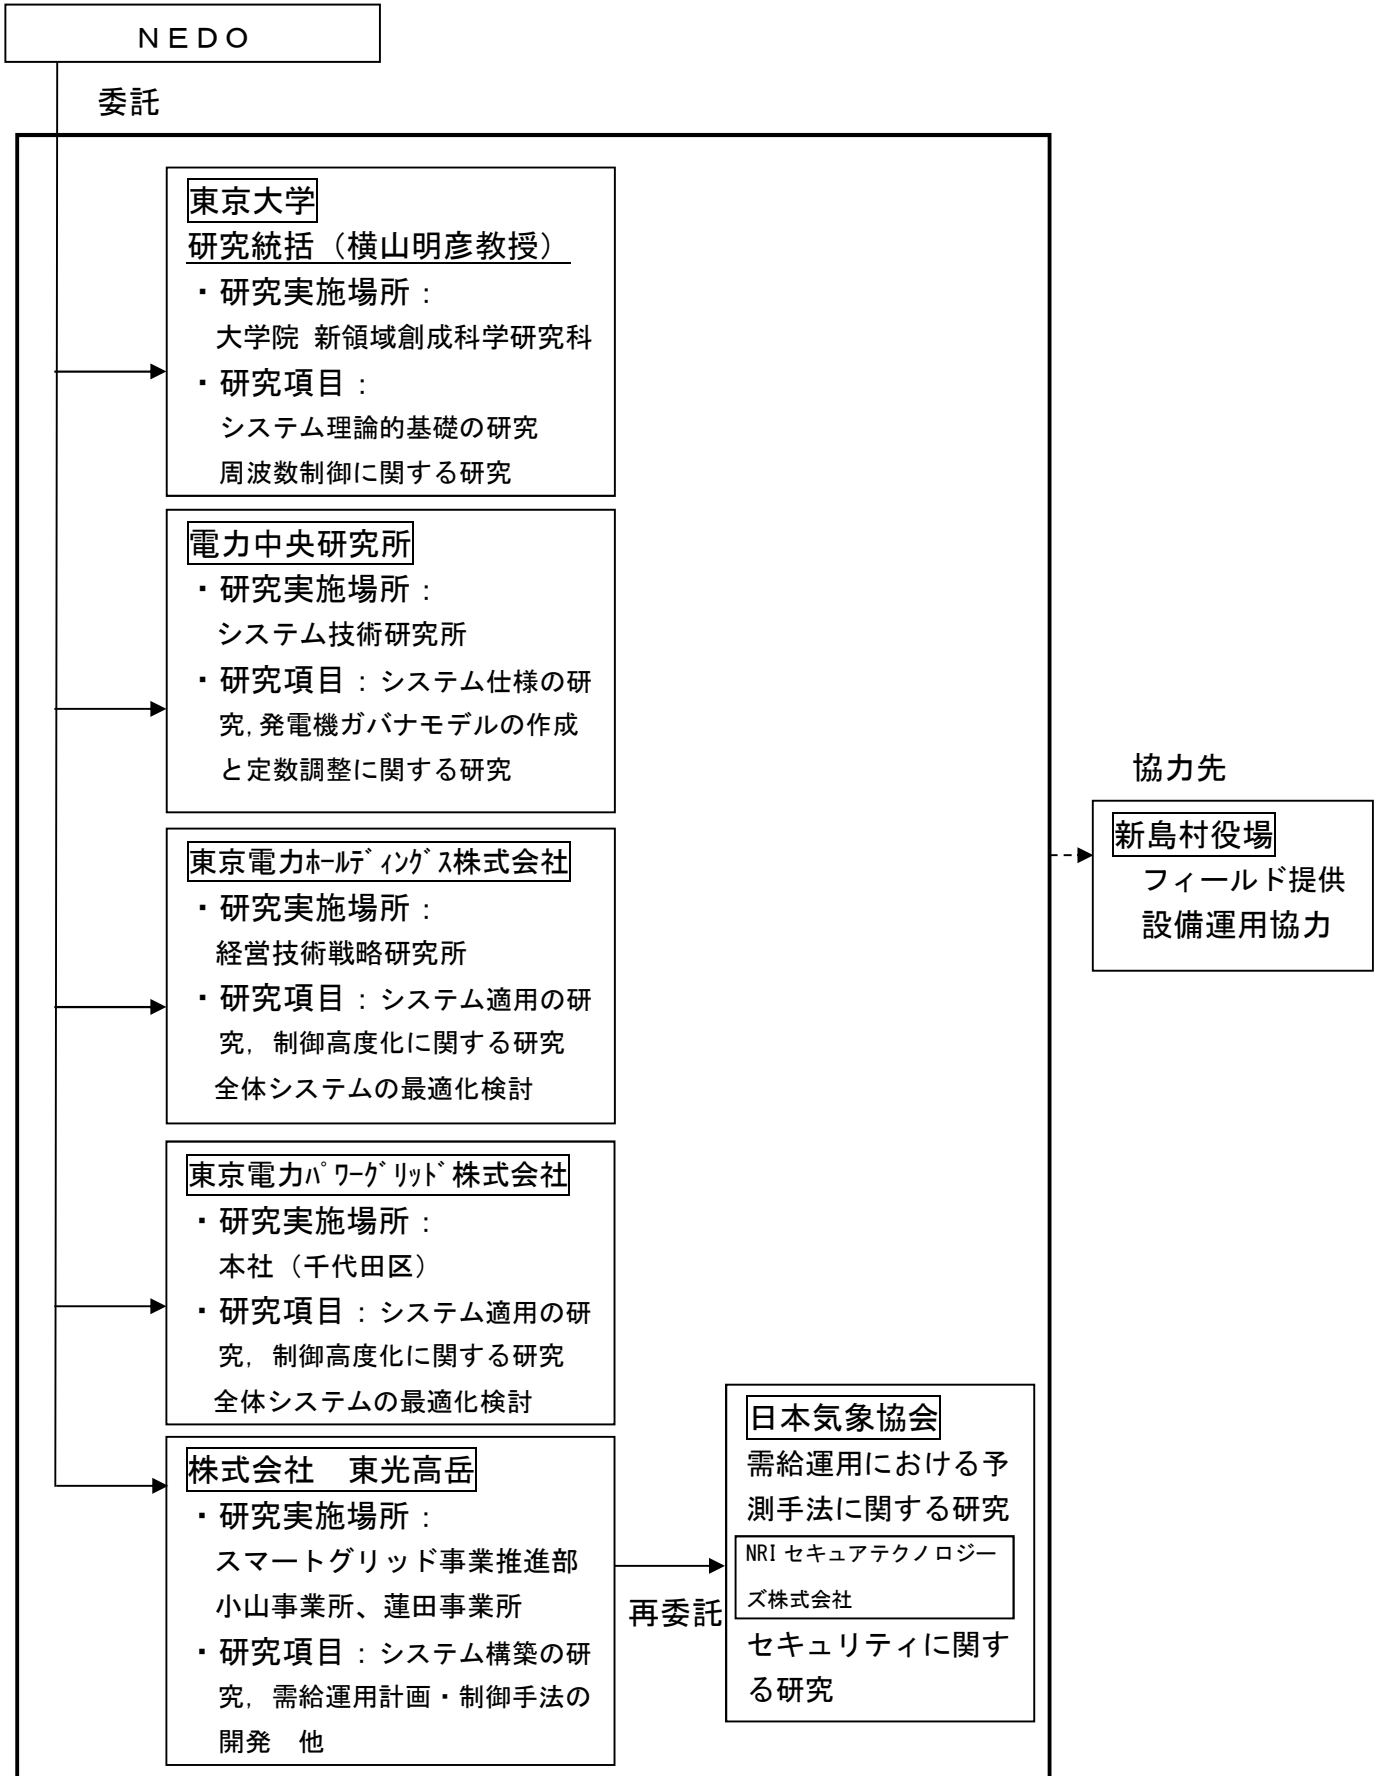 ＮＥＤＯ
委託
東京大学
研究統括（横山明彦教授）
・研究実施場所：
大学院 新領域創成科学研究科
・研究項目：
システム理論的基礎の研究
周波数制御に関する研究
電力中央研究所
・研究実施場所：
システム技術研究所
・研究項目：システム仕様の研
究,発電機ガバナモデルの作成
と定数調整に関する研究
東京電力ﾎｰﾙﾃﾞｨﾝｸﾞｽ株式会社
・研究実施場所：
経営技術戦略研究所
・研究項目：システム適用の研
究, 制御高度化に関する研究
全体システムの最適化検討
東京電力ﾊﾟﾜｰｸﾞﾘｯﾄﾞ株式会社
・研究実施場所：
本社（千代田区）
・研究項目：システム適用の研
究, 制御高度化に関する研究
全体システムの最適化検討
株式会社　東光高岳
・研究実施場所：
スマートグリッド事業推進部
小山事業所、蓮田事業所
・研究項目：システム構築の研
究, 需給運用計画・制御手法の
開発　他
再委託
日本気象協会
需給運用における予
測手法に関する研究
NRI セキュアテクノロジー
ズ株式会社
セキュリティに関す
る研究
協力先
新島村役場
フィールド提供
設備運用協力